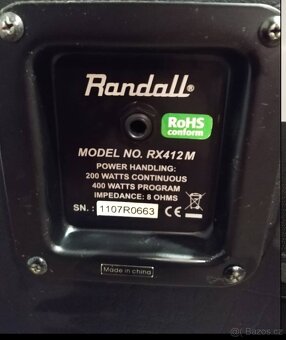 Randall®
RoHS
conform
MODEL NO. RX412M
POWER HANDLING:
200 WATTS CONTINUOUS
400 WATTS PROGRAM
IMPEDANCE: 8 OHMS
SN.: 1107R0663 CE
Made in china
Bazos.cz